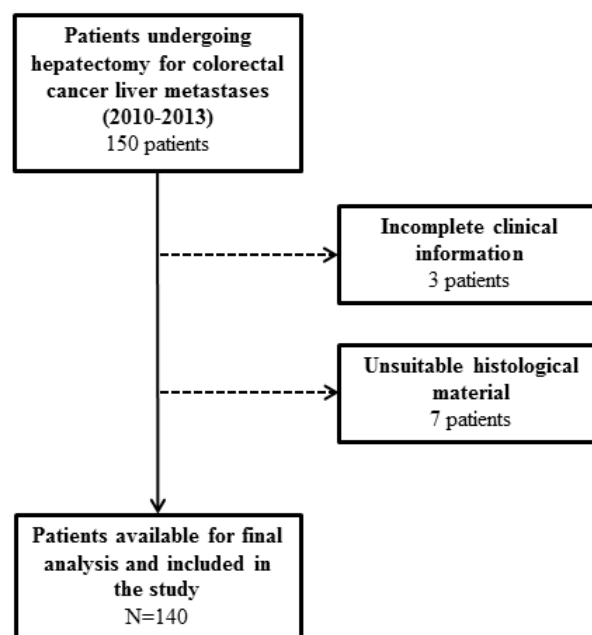 Patients undergoing
hepatectomy for colorectal
cancer liver metastases
(2010-2013)
150 patients
Incomplete clinical
information
3 patients
Unsuitable histological
material
7 patients
Patients available for final
analysis and included in
the study
N=140